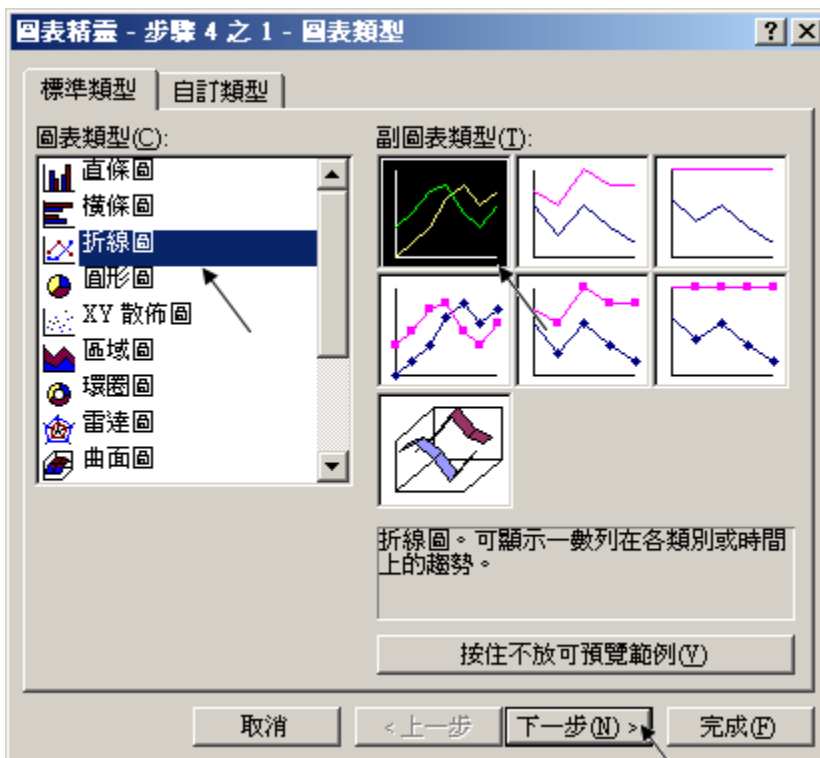 圖表精靈 - 步驟 4 之 1 - 圖表類型
標準類型
自訂類型
圖表類型(C):
直條圖
橫條圖
折線圖
圓形圖
XY 散佈圖
區域圖
環圈圖
雷達圖
曲面圖
副圖表類型(T):
折線圖。可顯示一數列在各類別或時間
上的趨勢。
按住不放可預覽範例(V)
取消
< 上一步
下一步(N) >
完成(F)